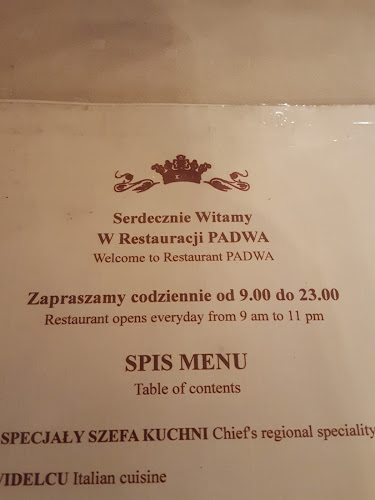 Serdecznie Witamy
W Restauracji PADWA
Welcome to Restaurant PADWA
Zapraszamy codziennie od 9.00 do 23.00
Restaurant opens everyday from 9 am to 11 pm
SPIS MENU
Table of contents
SPECJAŁY SZEFA KUCHNI Chief's regional speciality
Italian cuisine